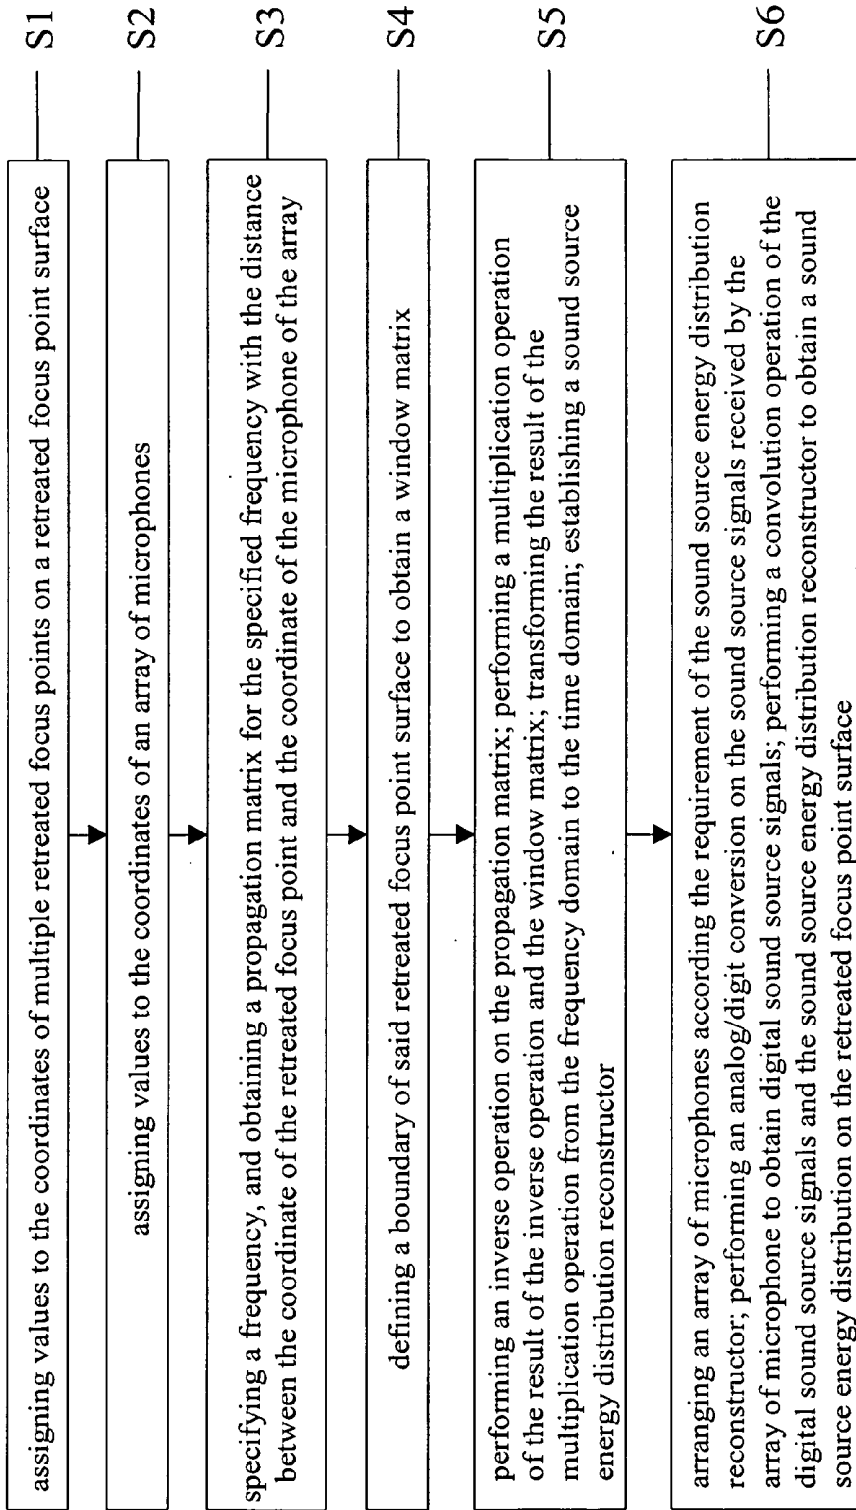 assigning values to the coordinates of multiple retreated focus points on a retreated focus point surface
S1
assigning values to the coordinates of an array of microphones
S2
specifying a frequency, and obtaining a propagation matrix for the specified frequency with the distance
between the coordinate of the retreated focus point and the coordinate of the microphone of the array
S3
defining a boundary of said retreated focus point surface to obtain a window matrix
S4
performing an inverse operation on the propagation matrix; performing a multiplication operation
of the result of the inverse operation and the window matrix; transforming the result of the
multiplication operation from the frequency domain to the time domain; establishing a sound source
energy distribution reconstructor
S5
arranging an array of microphones according the requirement of the sound source energy distribution
reconstructor; performing an analog/digit conversion on the sound source signals received by the
array of microphone to obtain digital sound source signals; performing a convolution operation of the
digital sound source signals and the sound source energy distribution reconstructor to obtain a sound
source energy distribution on the retreated focus point surface
S6